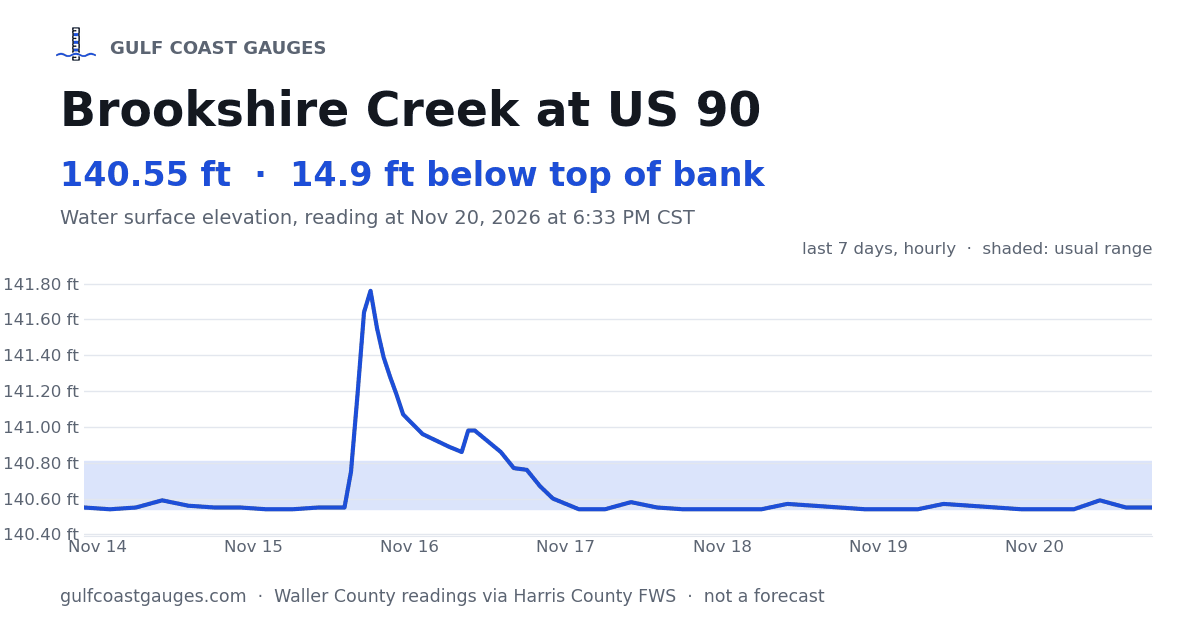 GULF COAST GAUGES
Brookshire Creek at US 90
140.55 ft · 14.9 ft below top of bank
Water surface elevation, reading at Nov 20, 2026 at 6:33 PM CST
last 7 days, hourly · shaded: usual range
141.80 ft
141.60 ft
141.40 ft
141.20 ft
141.00 ft
140.80 ft
140.60 ft
140.40 ft
Nov 14 Nov 15 Nov 16 Nov 17 Nov 18 Nov 19 Nov 20
gulfcoastgauges.com · Waller County readings via Harris County FWS · not a forecast